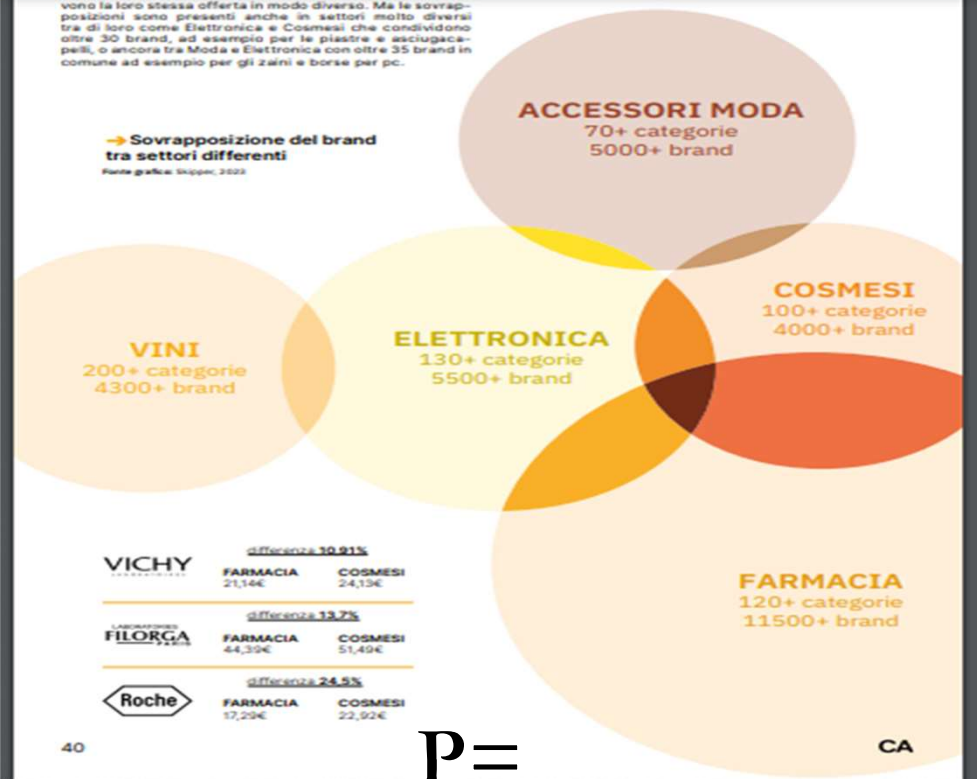 vono la loro stessa offerta in modo diverso. Ma le sovrap-
posizioni sono presenti anche in settori molto diversi
tra di loro come Elettronica e Cosmesi che condividono
oltre 30 brand, ad esempio per le piastre e asciugaca-
pelli, o ancora tra Moda e Elettronica con oltre 35 brand in
comune ad esempio per gli zaini e borse per pc.
→ Sovrapposizione del brand
tra settori differenti
Fonte grafica: Skipper, 2023
ACCESSORI MODA
70+ categorie
5000+ brand
COSMESI
100+ categorie
4000+ brand
ELETTRONICA
130+ categorie
5500+ brand
VINI
200+ categorie
4300+ brand
FARMACIA
120+ categorie
11500+ brand
VICHY
LABORATOIRES
differenza 10.91%
FARMACIA COSMESI
21,14€ 24,13€
LABORATOIRES
FILORGA
PARIS
differenza 13,7%
FARMACIA COSMESI
44,39€ 51,49€
Roche
differenza 24.5%
FARMACIA COSMESI
17,29€ 22,92€
40
P=
CA